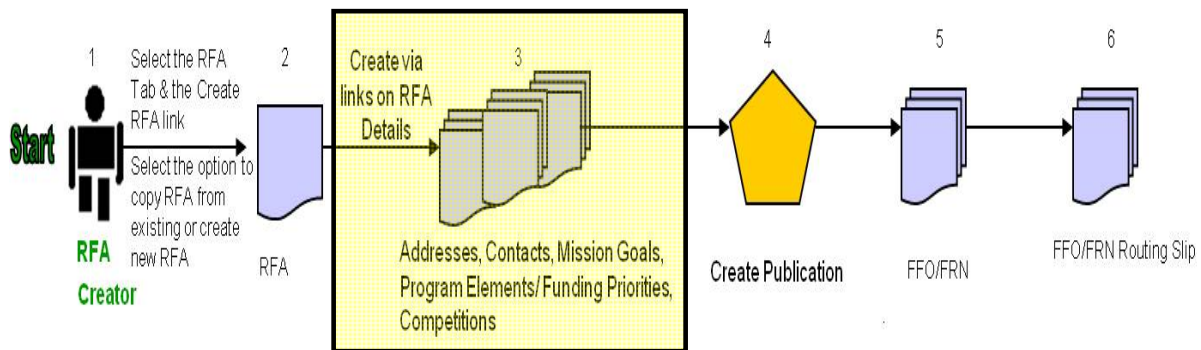 Start
1
Select the RFA
Tab & the Create
RFA link
Select the option to
copy RFA from
existing or create
new RFA
RFA
Creator
2
RFA
Create via
links on RFA
Details
3
Addresses, Contacts, Mission Goals,
Program Elements/ Funding Priorities,
Competitions
4
Create Publication
5
FFO/FRN
6
FFO/FRN Routing Slip